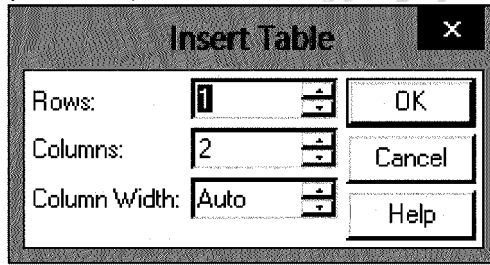 Insert Table
Rows: 1 OK
Columns: 2 Cancel
Column Width: Auto Help